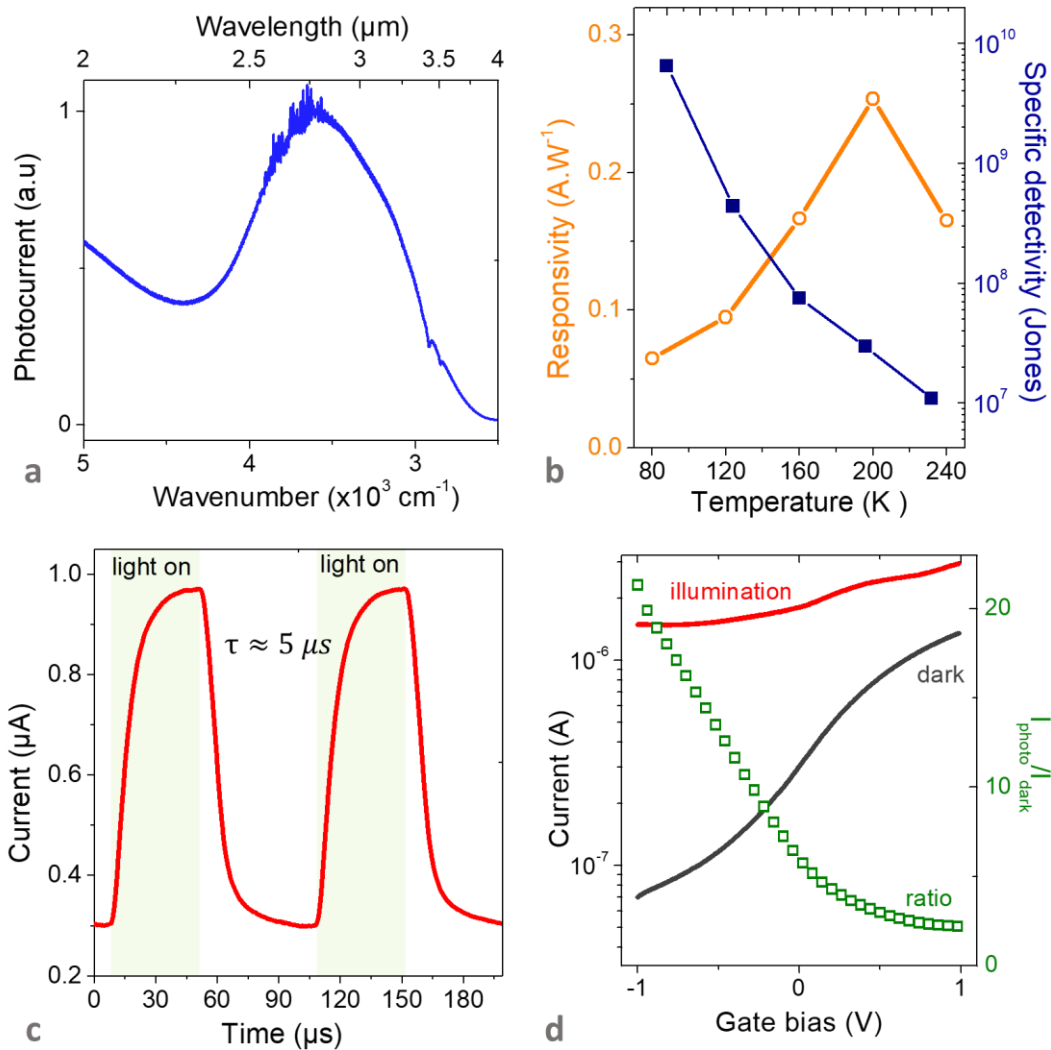 Wavelength (µm)
2 2.5 3 3.5 4
1
0
Photocurrent (a.u)
5 4 3
Wavenumber (x10³ cm⁻¹)
a
0.3
0.2
0.1
0.0
Responsivity (A.W⁻¹)
10¹⁰
10⁹
10⁸
10⁷
Specific detectivity (Jones)
80 120 160 200 240
Temperature (K )
b
light on light on
τ ≈ 5 µs
1.0
0.8
0.6
0.4
0.2
Current (µA)
0 30 60 90 120 150 180
Time (µs)
c
illumination
dark
ratio
10⁻⁶
10⁻⁷
Current (A)
20
10
0
I photo/I dark
-1 0 1
Gate bias (V)
d